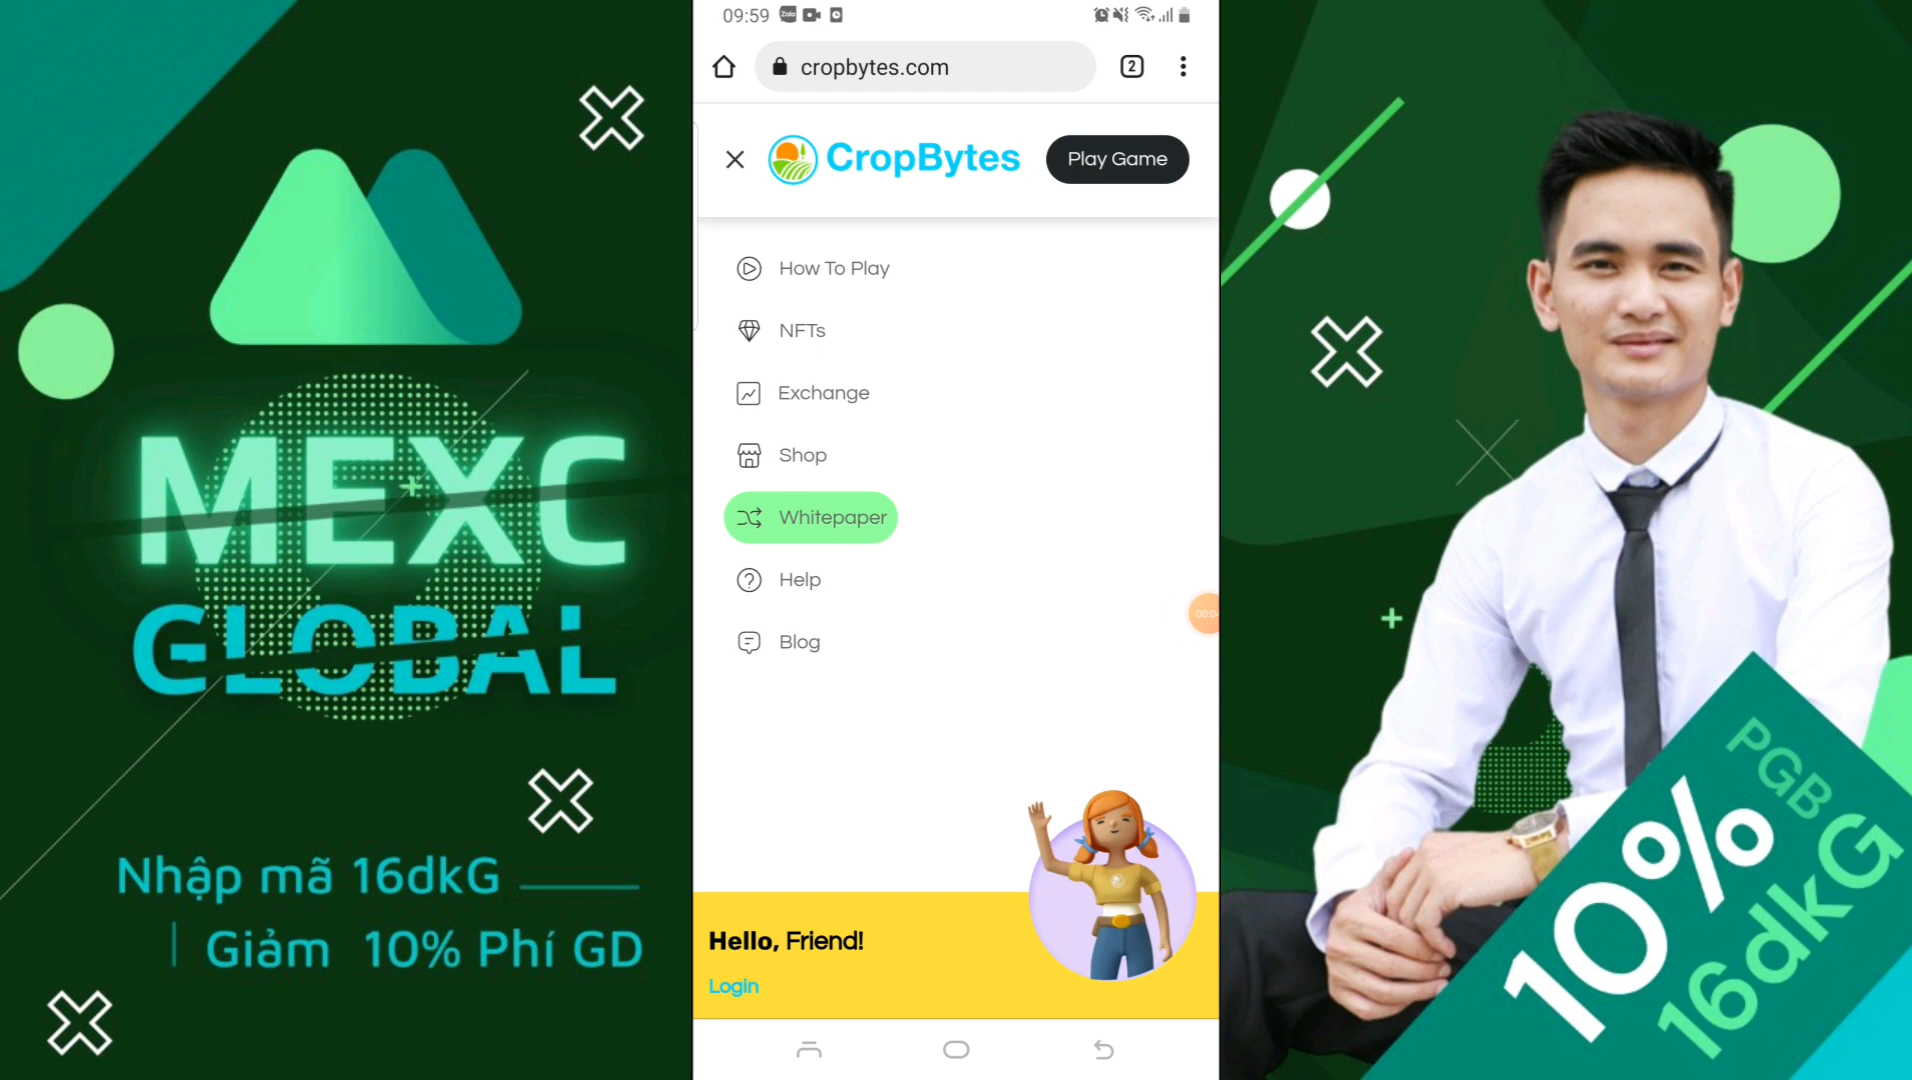 MEXC
GLOBAL
Nhập mã 16dkG
Giảm 10% Phí GD
09:59
Zalo
cropbytes.com
2
CropBytes
Play Game
How To Play
NFTs
Exchange
Shop
Whitepaper
Help
Blog
Hello, Friend!
Login
PGB
10%
16dkG